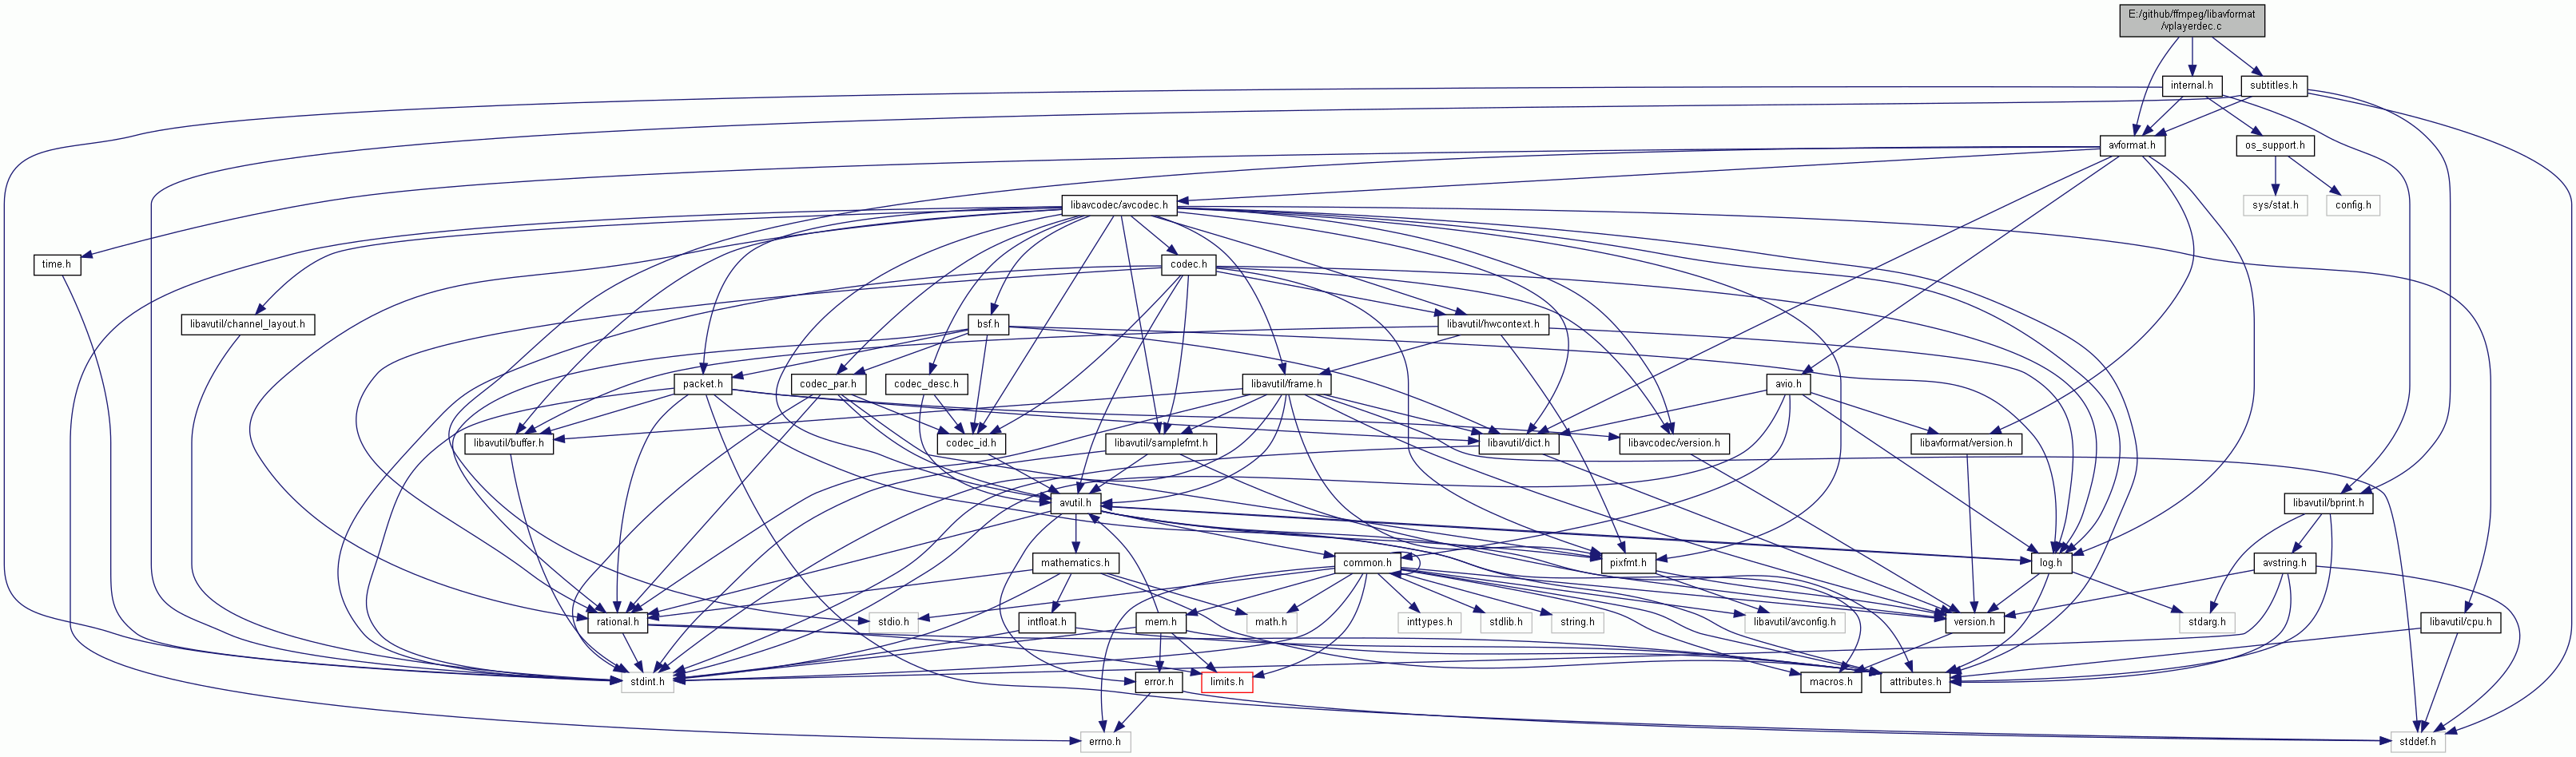 E:/github/ffmpeg/libavformat
/vplayerdec.c
internal.h
subtitles.h
avformat.h
os_support.h
libavcodec/avcodec.h
sys/stat.h
config.h
time.h
codec.h
libavutil/channel_layout.h
bsf.h
libavutil/hwcontext.h
packet.h
codec_par.h
codec_desc.h
libavutil/frame.h
avio.h
libavutil/buffer.h
codec_id.h
libavutil/samplefmt.h
libavutil/dict.h
libavcodec/version.h
libavformat/version.h
avutil.h
libavutil/bprint.h
mathematics.h
common.h
pixfmt.h
log.h
avstring.h
rational.h
stdio.h
intfloat.h
mem.h
math.h
inttypes.h
stdlib.h
string.h
libavutil/avconfig.h
version.h
stdarg.h
libavutil/cpu.h
stdint.h
error.h
limits.h
macros.h
attributes.h
errno.h
stddef.h